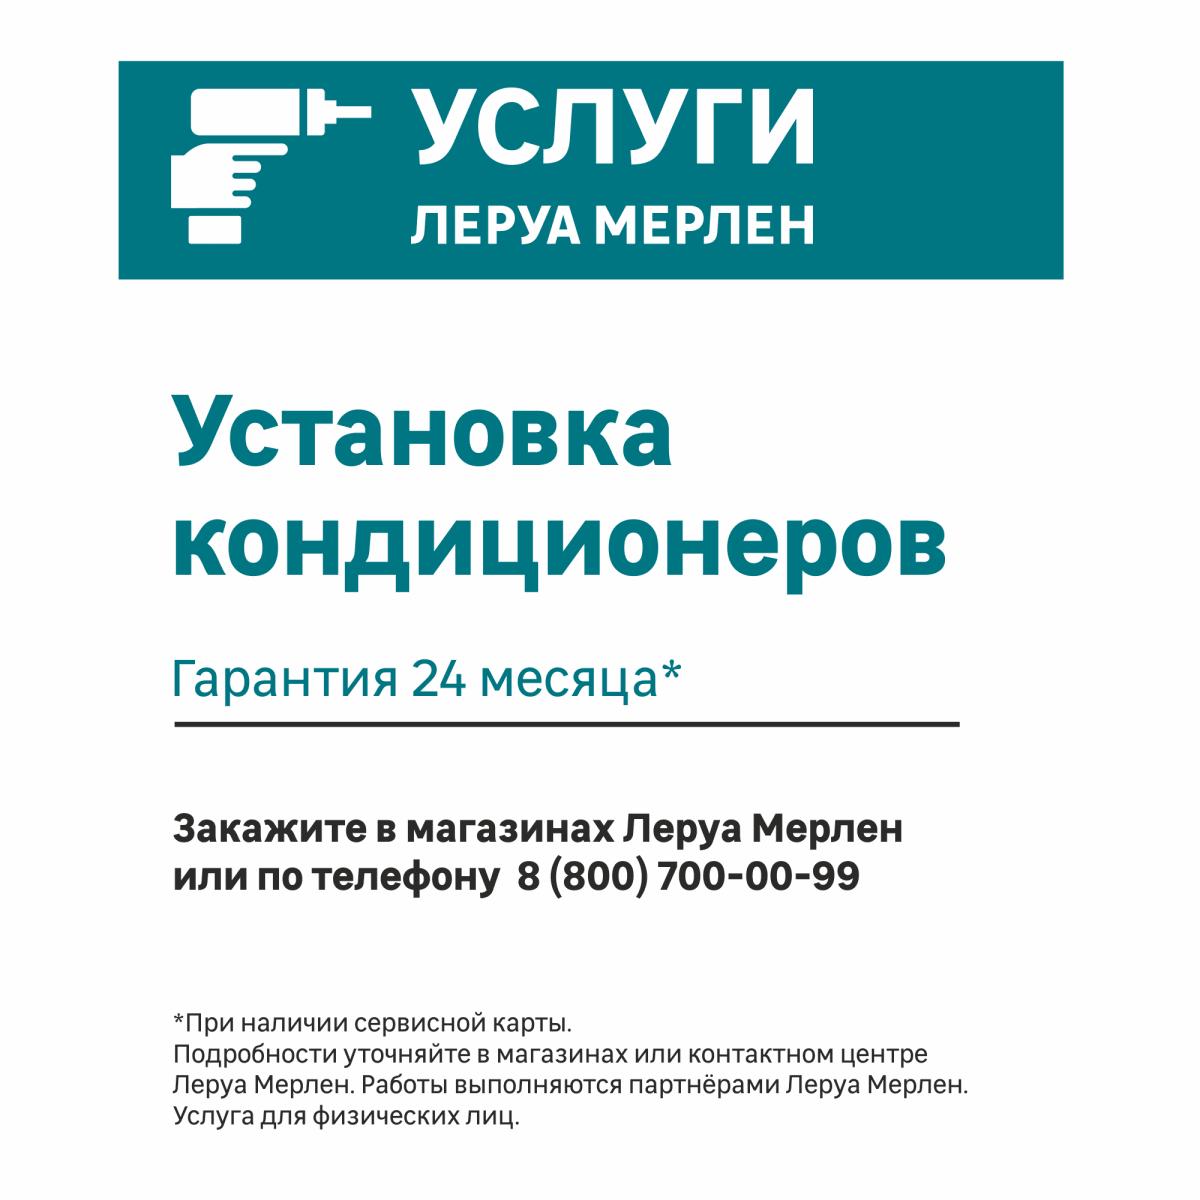 УСЛУГИ
ЛЕРУА МЕРЛЕН
Установка
кондиционеров
Гарантия 24 месяца*
Закажите в магазинах Леруа Мерлен
или по телефону 8 (800) 700-00-99
*При наличии сервисной карты.
Подробности уточняйте в магазинах или контактном центре
Леруа Мерлен. Работы выполняются партнёрами Леруа Мерлен.
Услуга для физических лиц.